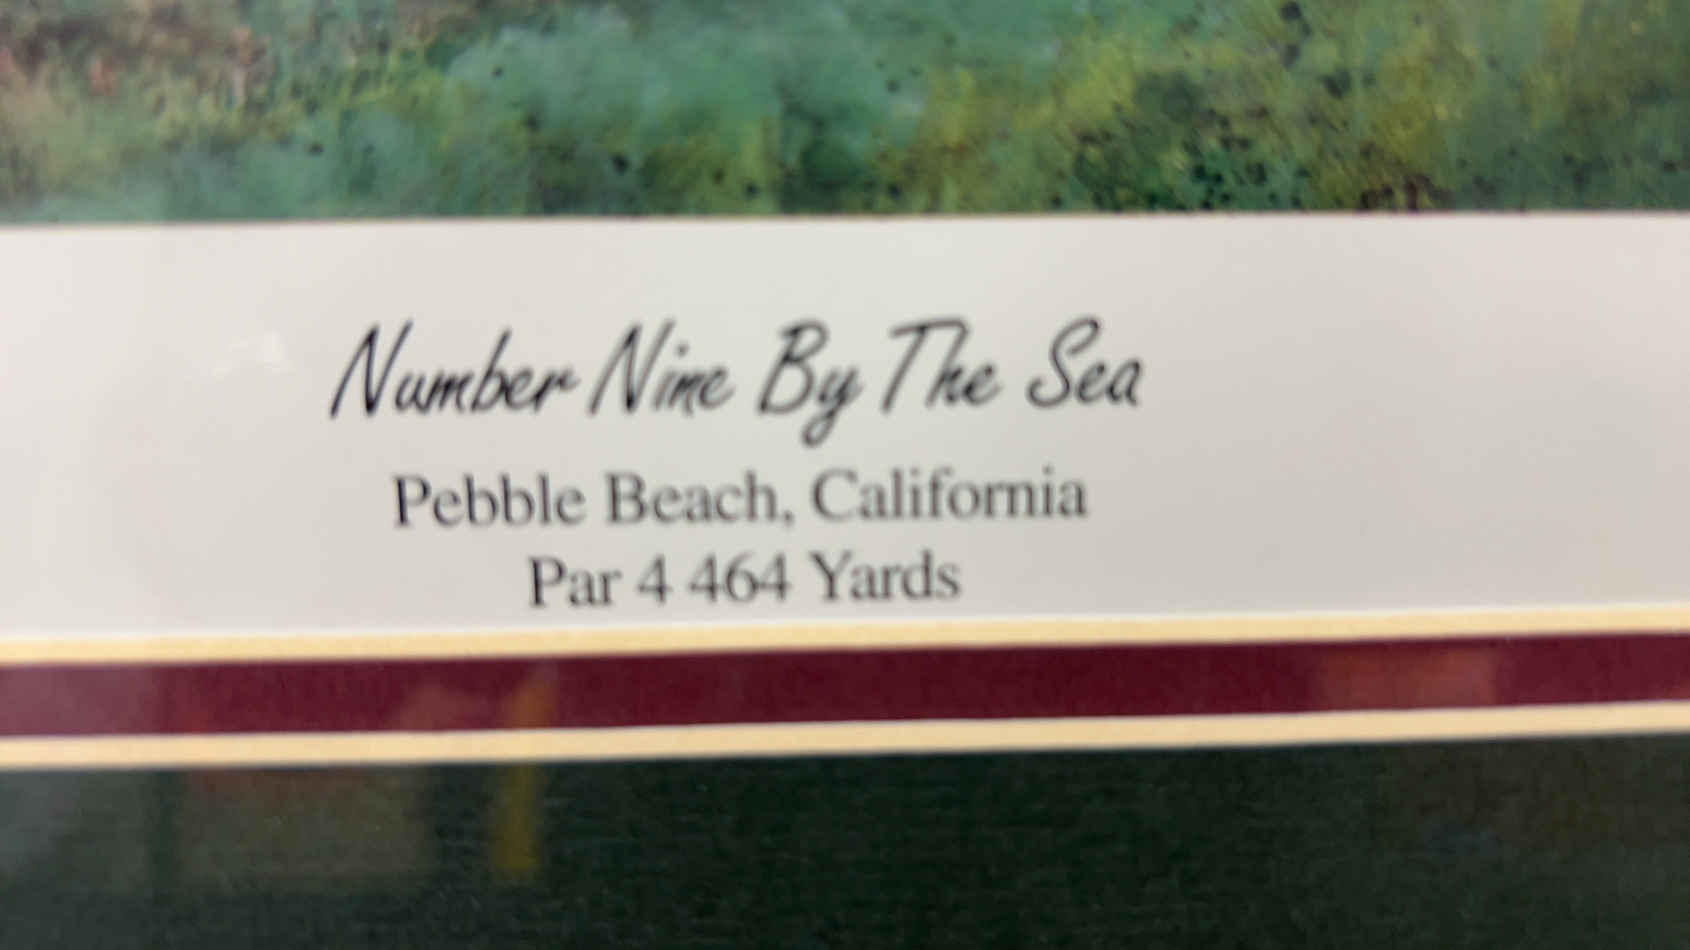 Number Nine By The Sea
Pebble Beach, California
Par 4 464 Yards